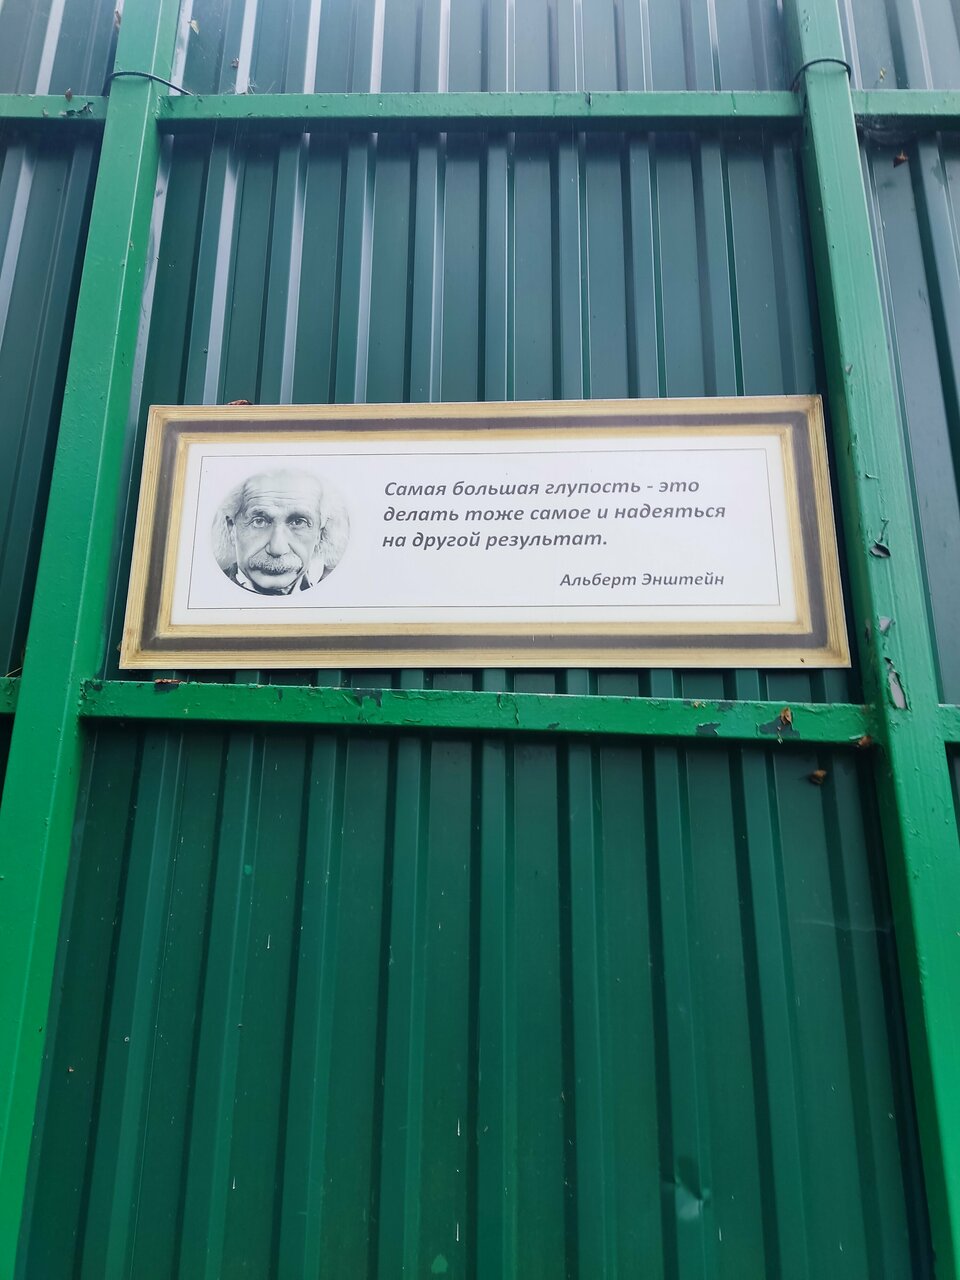 Самая большая глупость - это
делать тоже самое и надеяться
на другой результат.
Альберт Энштейн